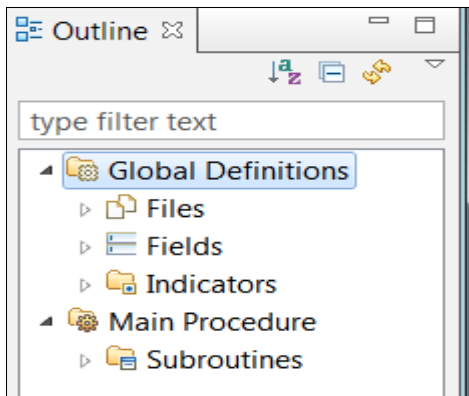 Outline
type filter text
Global Definitions
Files
Fields
Indicators
Main Procedure
Subroutines